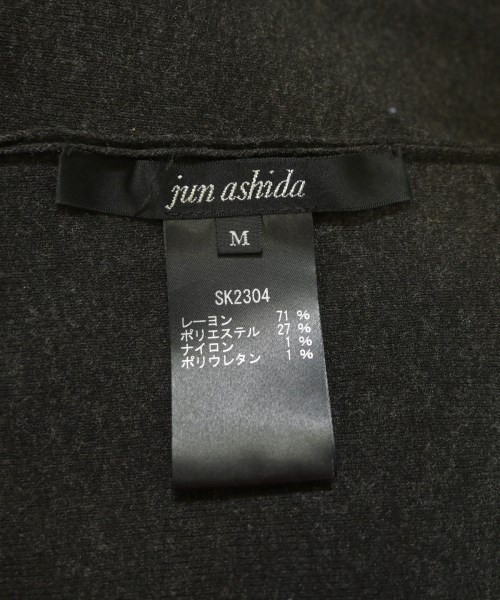 jun ashida
M
SK2304
レーヨン 71 %
ポリエステル 27 %
ナイロン 1 %
ポリウレタン 1 %